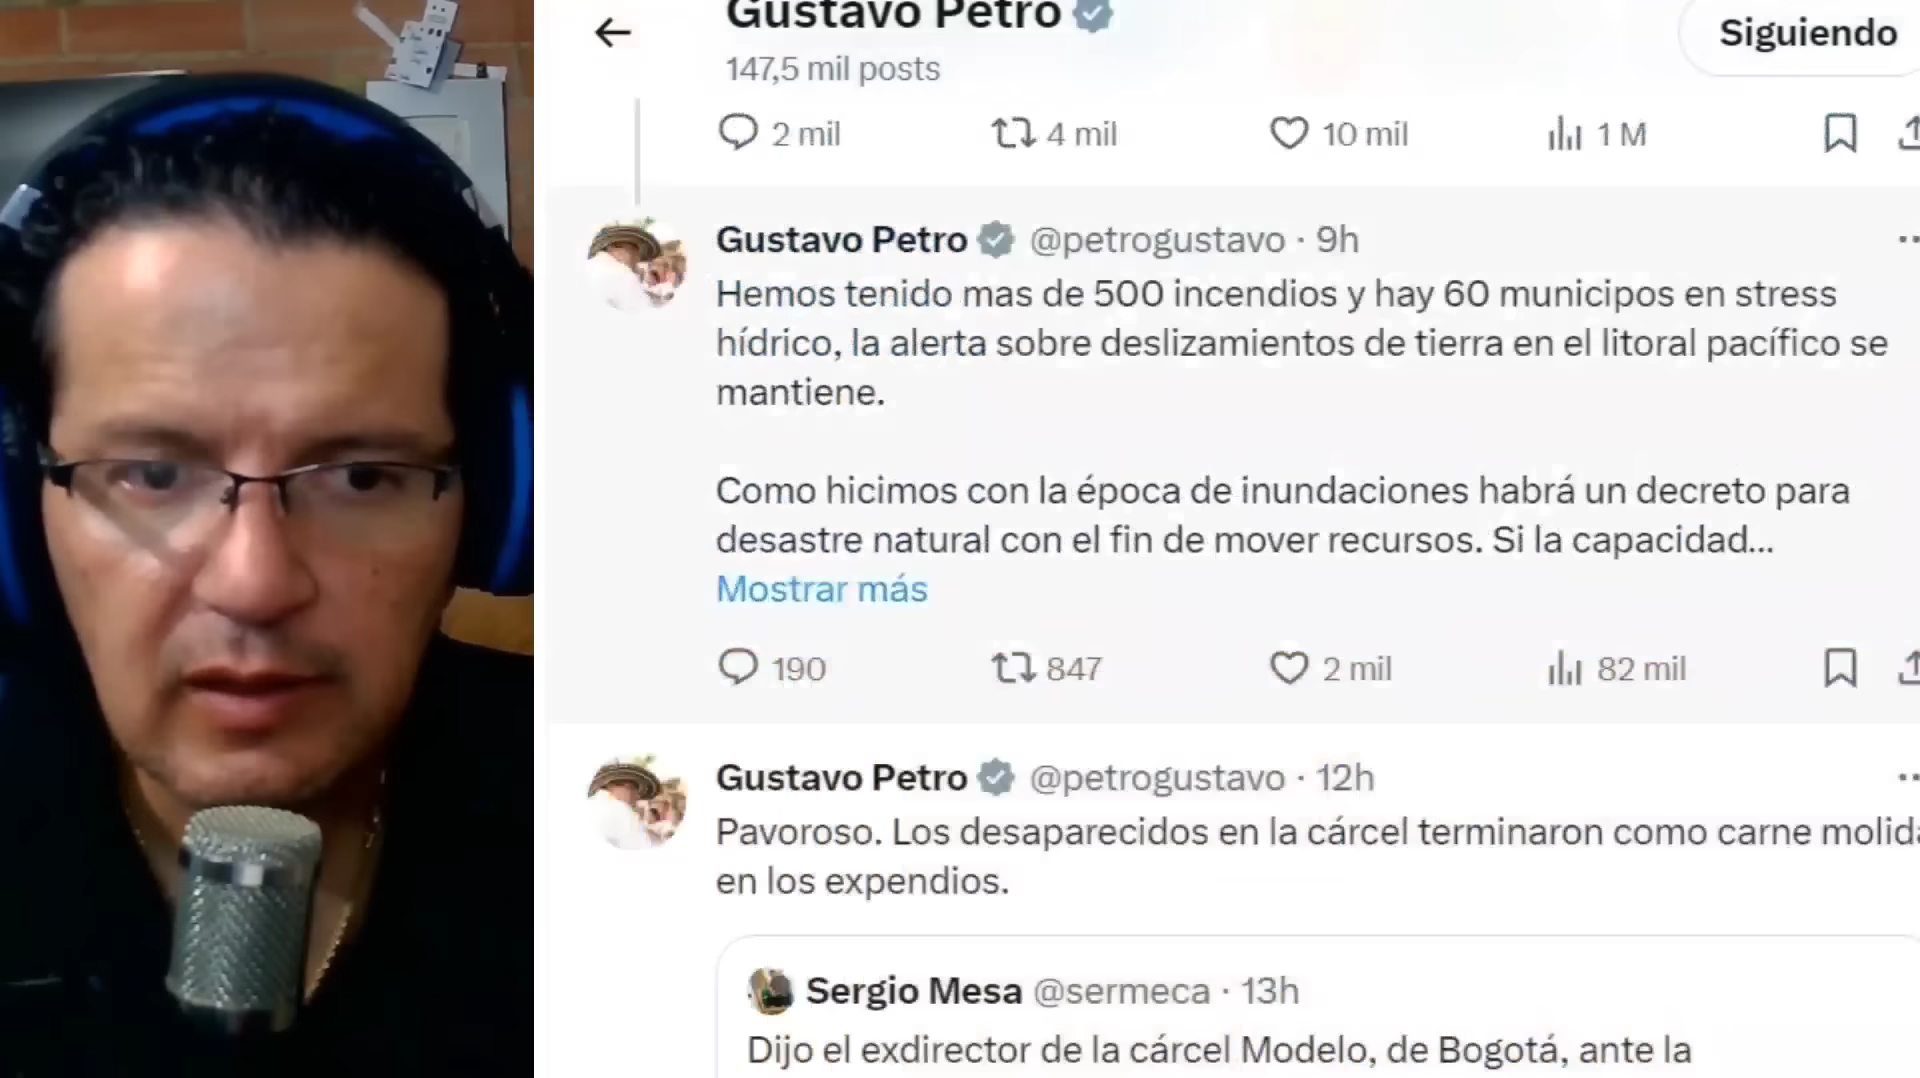 Gustavo Petro
147,5 mil posts
Siguiendo
2 mil 4 mil 10 mil 1 M
Gustavo Petro @petrogustavo · 9h
Hemos tenido mas de 500 incendios y hay 60 municipos en stress
hídrico, la alerta sobre deslizamientos de tierra en el litoral pacífico se
mantiene.
Como hicimos con la época de inundaciones habrá un decreto para
desastre natural con el fin de mover recursos. Si la capacidad...
Mostrar más
190 847 2 mil 82 mil
Gustavo Petro @petrogustavo · 12h
Pavoroso. Los desaparecidos en la cárcel terminaron como carne molida
en los expendios.
Sergio Mesa @sermeca · 13h
Dijo el exdirector de la cárcel Modelo, de Bogotá, ante la